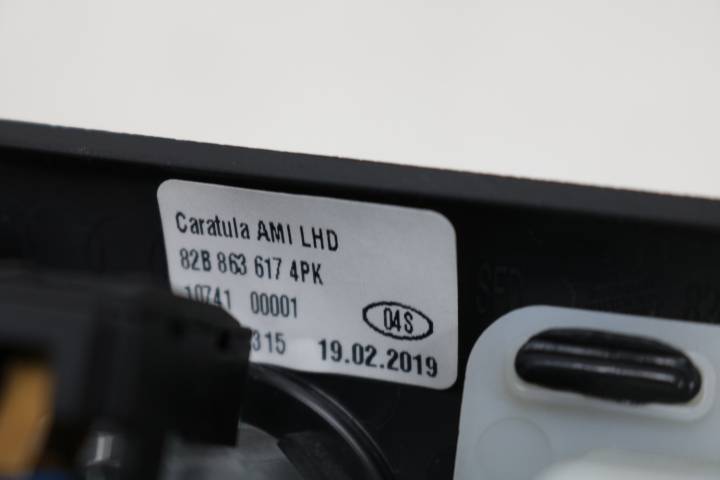 Caratula AMI LHD
82B 863 617 4PK
10741 00001
04S
315 19.02.2019